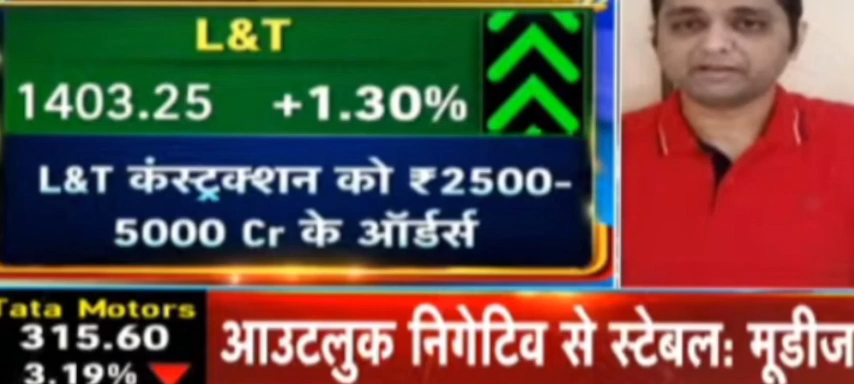 L&T
1403.25 +1.30%
L&T कंस्ट्रक्शन को ₹2500-
5000 Cr के ऑर्डर्स
Tata Motors
315.60
3.19%
आउटलुक निगेटिव से स्टेबल: मूडीज